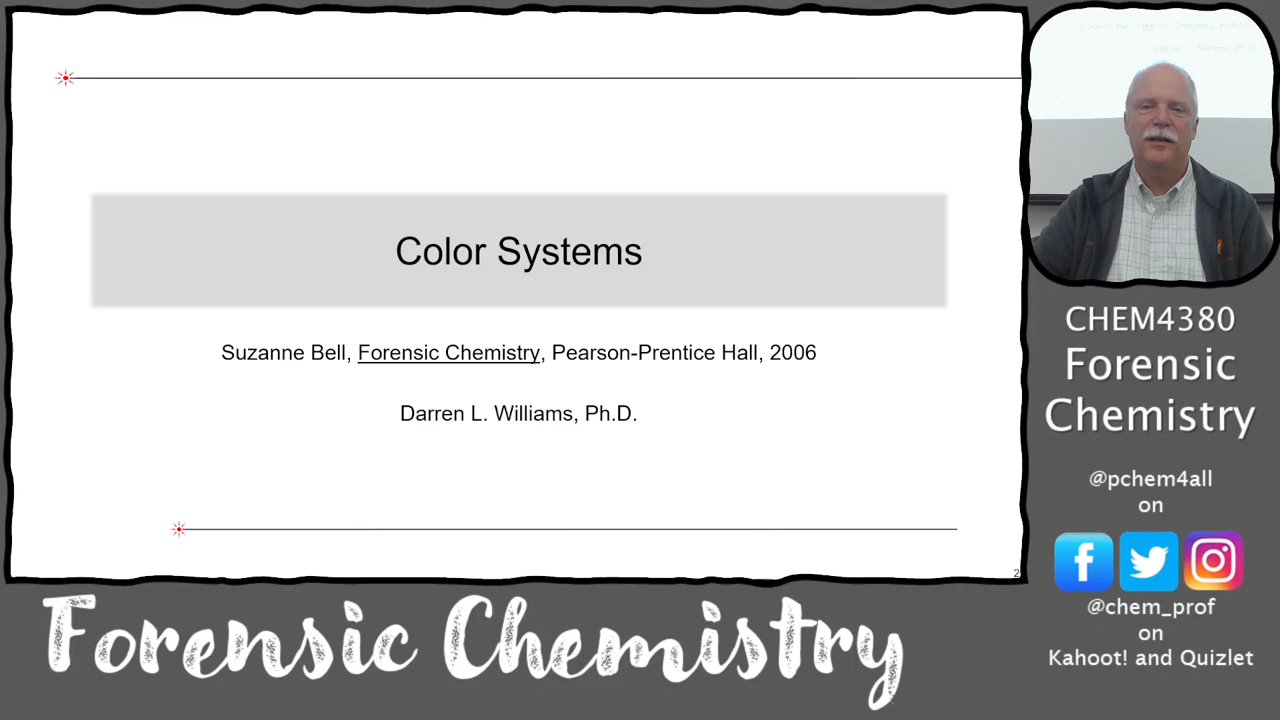 Color Systems
Suzanne Bell, Forensic Chemistry, Pearson-Prentice Hall, 2006
Darren L. Williams, Ph.D.
2
CHEM4380
Forensic
Chemistry
@pchem4all
on
@chem_prof
on
Kahoot! and Quizlet
Forensic Chemistry